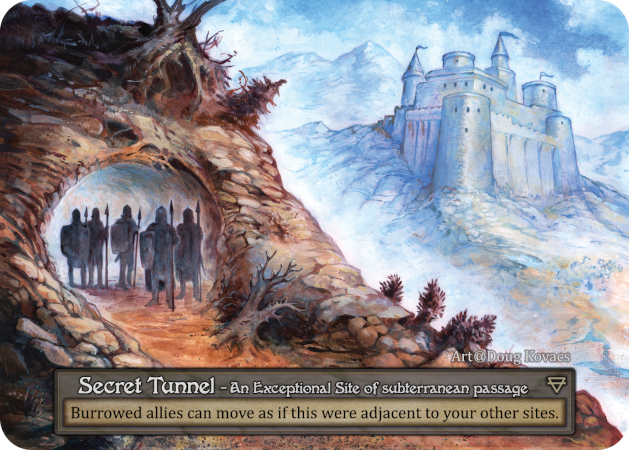 Art@Doug Kovacs
Secret Tunnel - An Exceptional Site of subterranean passage
Burrowed allies can move as if this were adjacent to your other sites.